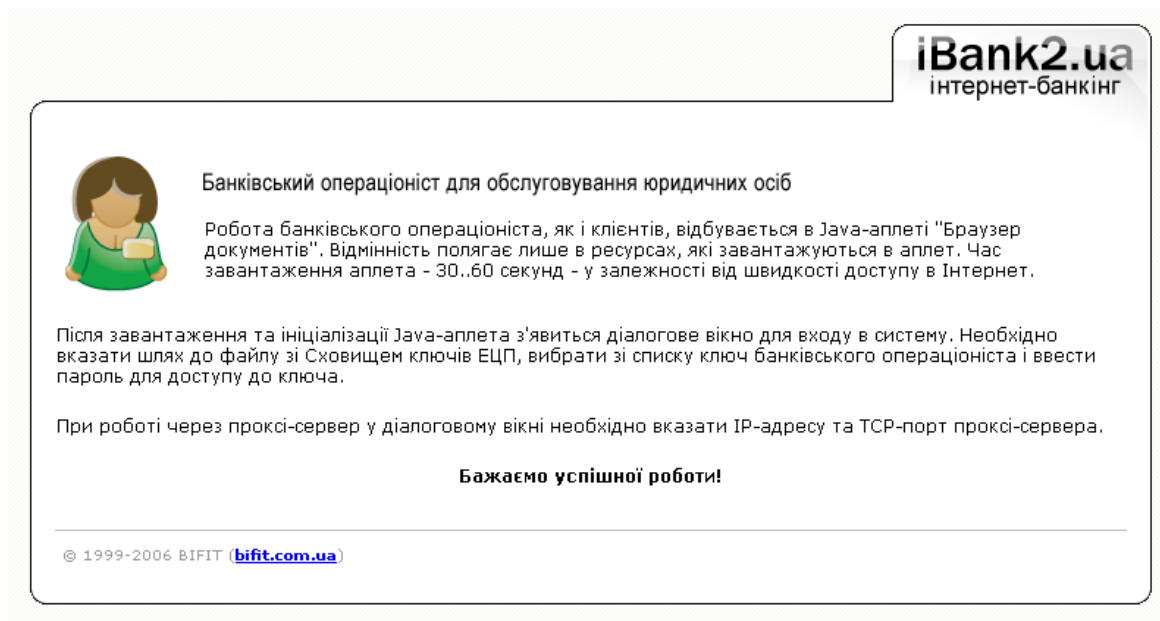 iBank2.ua
інтернет-банкінг
Банківський операціоніст для обслуговування юридичних осіб
Робота банківського операціоніста, як і клієнтів, відбувається в Java-аплеті "Браузер
документів". Відмінність полягає лише в ресурсах, які завантажуються в аплет. Час
завантаження аплета - 30..60 секунд - у залежності від швидкості доступу в Інтернет.
Після завантаження та ініціалізації Java-аплета з'явиться діалогове вікно для входу в систему. Необхідно
вказати шлях до файлу зі Сховищем ключів ЕЦП, вибрати зі списку ключ банківського операціоніста і ввести
пароль для доступу до ключа.
При роботі через проксі-сервер у діалоговому вікні необхідно вказати IP-адресу та TCP-порт проксі-сервера.
Бажаємо успішної роботи!
© 1999-2006 BIFIT (bifit.com.ua)